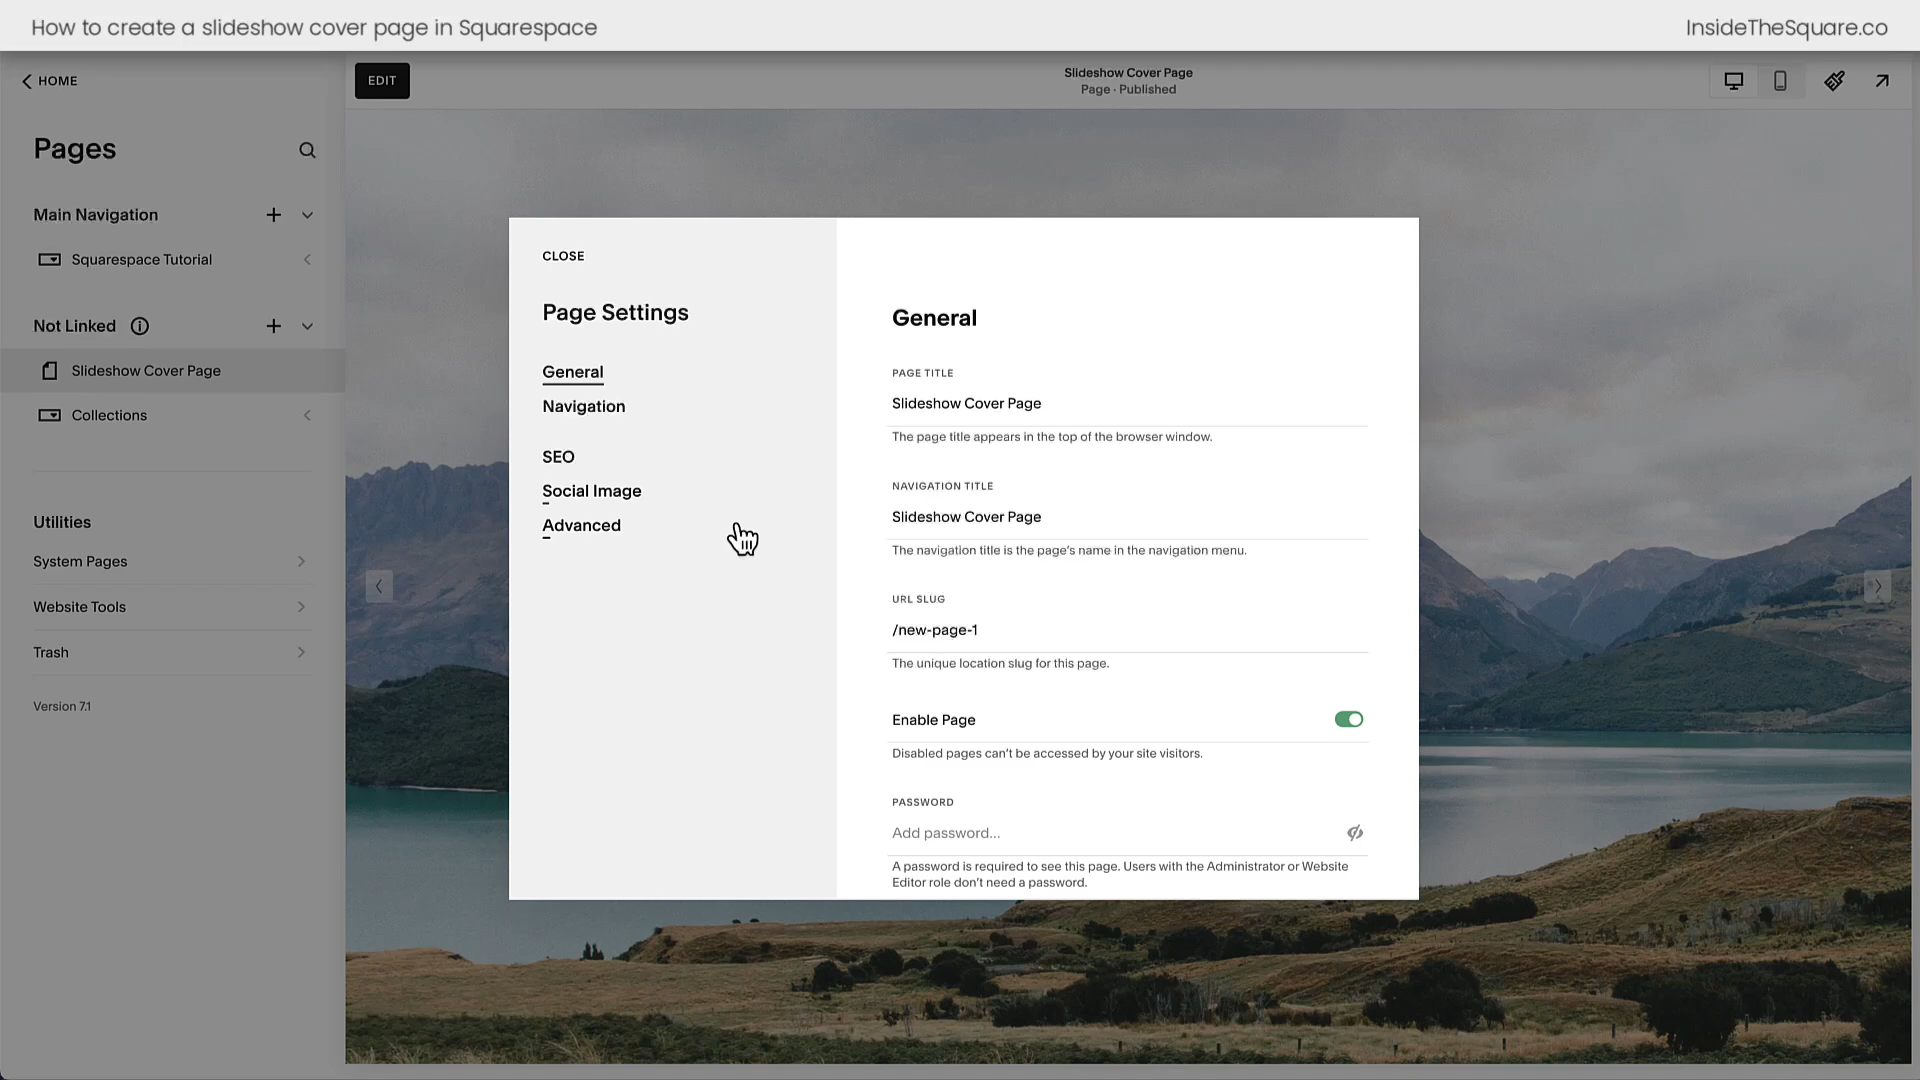 How to create a slideshow cover page in Squarespace
InsideTheSquare.co
HOME
EDIT
Slideshow Cover Page
Page · Published
Pages
Main Navigation
Squarespace Tutorial
Not Linked
Slideshow Cover Page
Collections
Utilities
System Pages
Website Tools
Trash
Version 7.1
CLOSE
Page Settings
General
Navigation
SEO
Social Image
Advanced
General
PAGE TITLE
Slideshow Cover Page
The page title appears in the top of the browser window.
NAVIGATION TITLE
Slideshow Cover Page
The navigation title is the page's name in the navigation menu.
URL SLUG
/new-page-1
The unique location slug for this page.
Enable Page
Disabled pages can't be accessed by your site visitors.
PASSWORD
Add password...
A password is required to see this page. Users with the Administrator or Website
Editor role don't need a password.